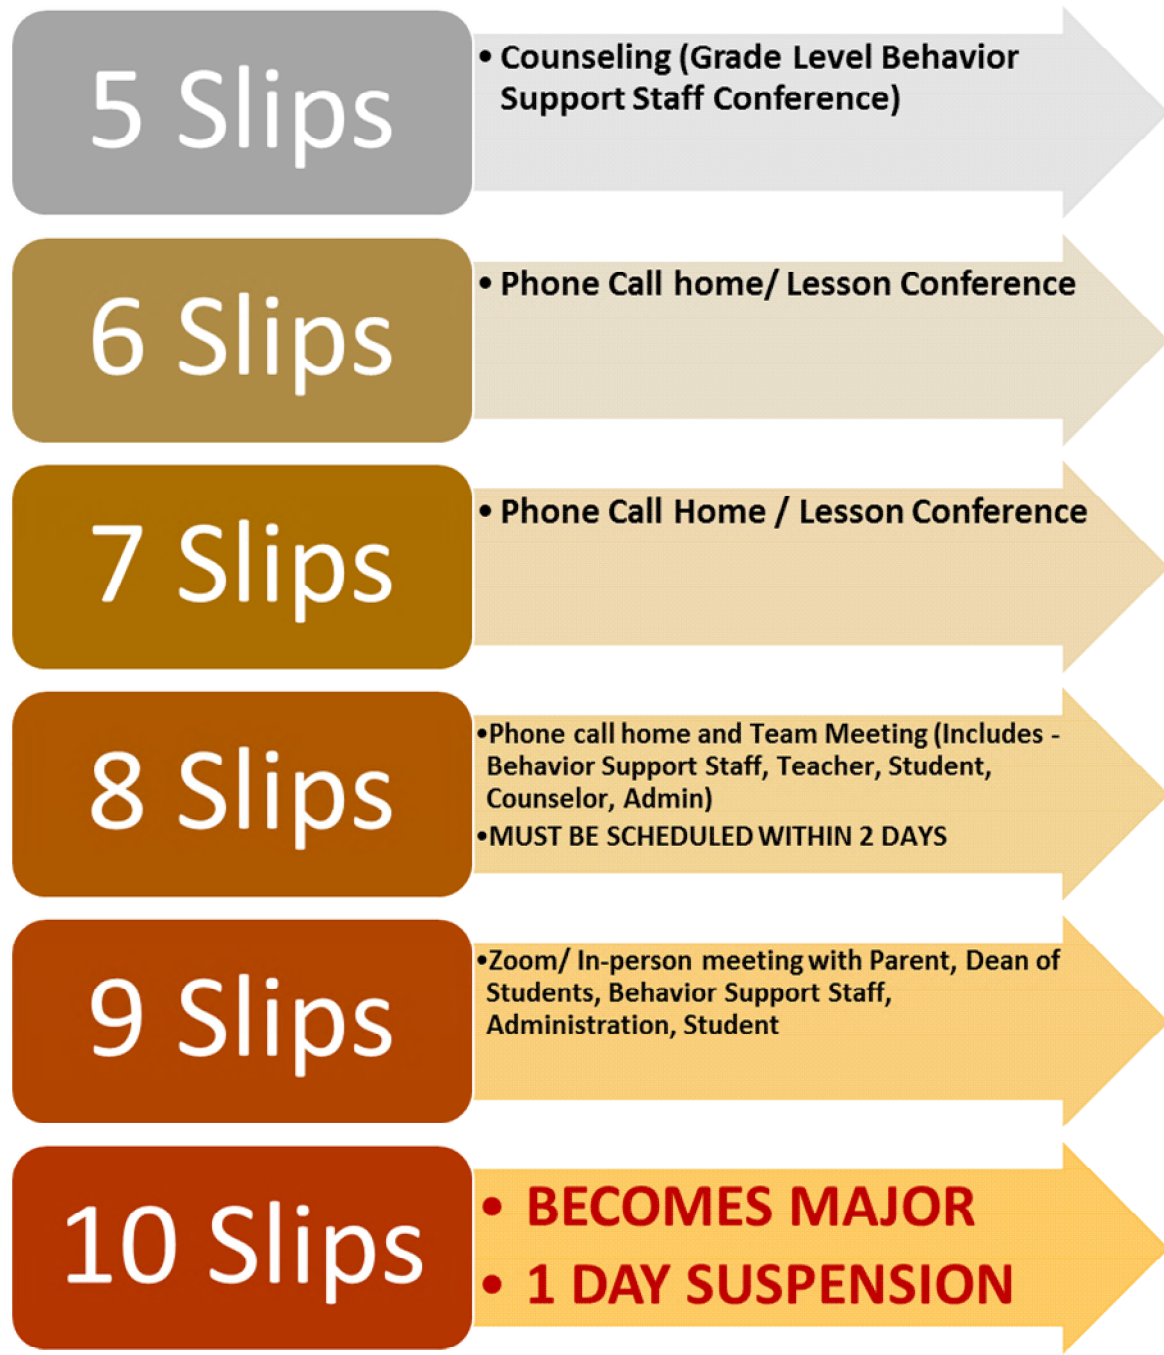 5 Slips
• Counseling (Grade Level Behavior
Support Staff Conference)
6 Slips
• Phone Call home/ Lesson Conference
7 Slips
• Phone Call Home / Lesson Conference
8 Slips
•Phone call home and Team Meeting (Includes -
Behavior Support Staff, Teacher, Student,
Counselor, Admin)
•MUST BE SCHEDULED WITHIN 2 DAYS
9 Slips
•Zoom/ In-person meeting with Parent, Dean of
Students, Behavior Support Staff,
Administration, Student
10 Slips
• BECOMES MAJOR
• 1 DAY SUSPENSION